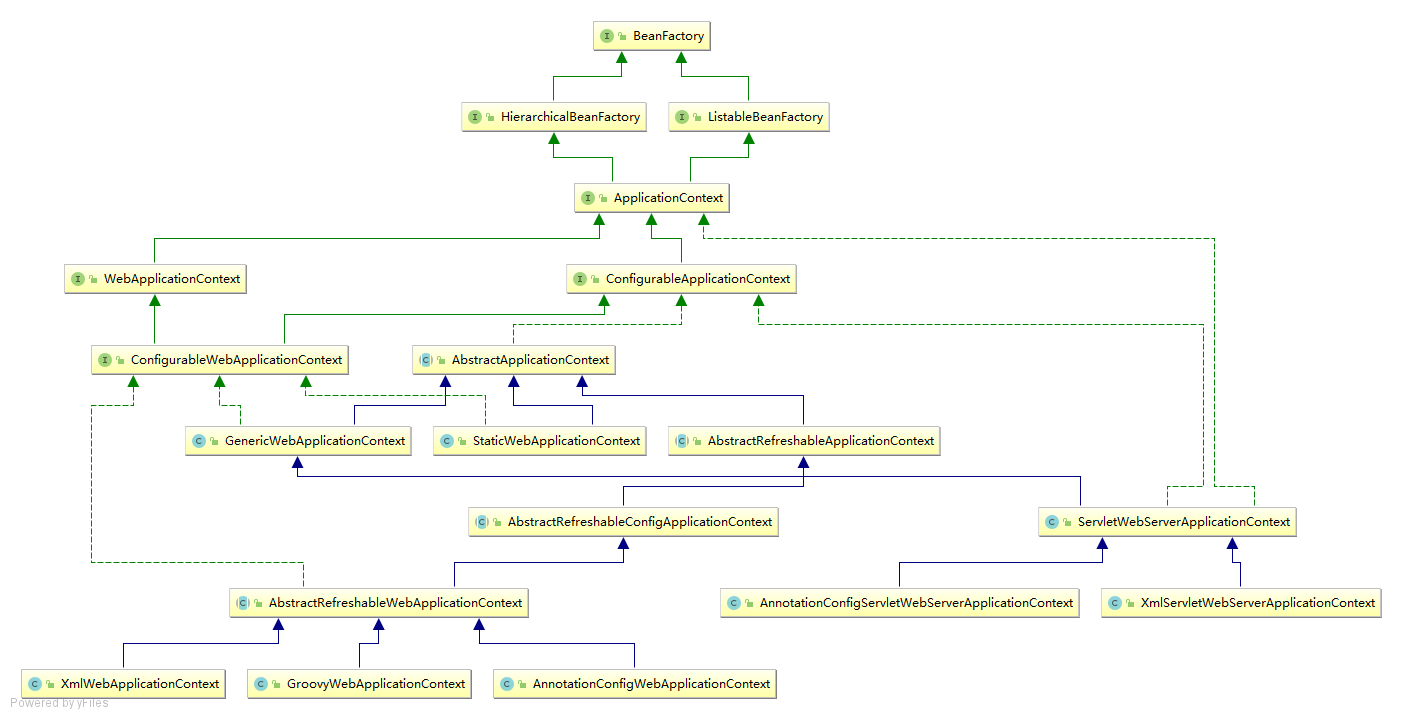 BeanFactory
HierarchicalBeanFactory
ListableBeanFactory
ApplicationContext
WebApplicationContext
ConfigurableApplicationContext
ConfigurableWebApplicationContext
AbstractApplicationContext
GenericWebApplicationContext
StaticWebApplicationContext
AbstractRefreshableApplicationContext
AbstractRefreshableConfigApplicationContext
ServletWebServerApplicationContext
AbstractRefreshableWebApplicationContext
AnnotationConfigServletWebServerApplicationContext
XmlServletWebServerApplicationContext
XmlWebApplicationContext
GroovyWebApplicationContext
AnnotationConfigWebApplicationContext
Powered by yFiles